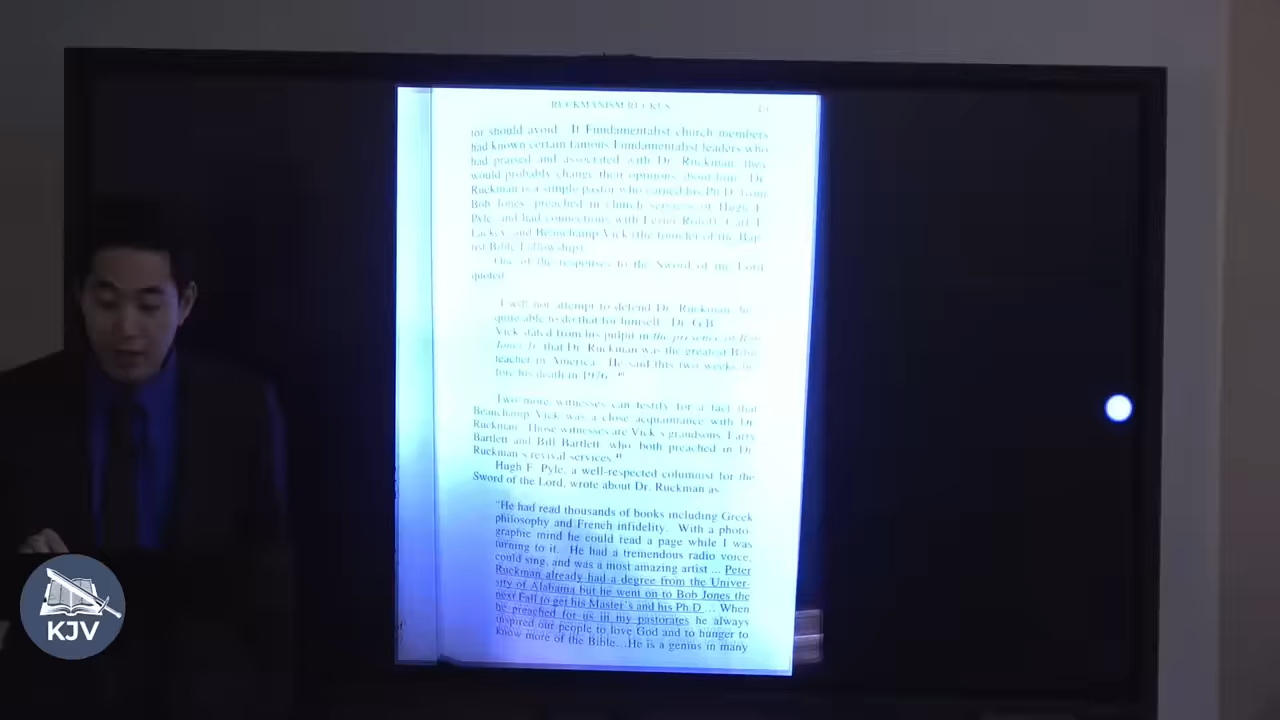 RUCKMANISM RUCKUS
tor should avoid. If Fundamentalist church members
had known certain famous Fundamentalist leaders who
had praised and associated with Dr. Ruckman, they
would probably change their opinions about him. Dr.
Ruckman is a simple pastor who earned his Ph.D. from
Bob Jones, preached in church services of Hugh F.
Pyle, and had connections with Lester Roloff, Carl
Lackey, and Beauchamp Vick (the founder of the Bap-
tist Bible Fellowship).
One of the responses to the Sword of the Lord
quoted
I will not attempt to defend Dr. Ruckman, he
quite able to do that for himself. Dr. G.B.
Vick stated from his pulpit in the presence of Bob
Jones Jr. that Dr. Ruckman was the greatest Bible
teacher in America. He said this two weeks be-
fore his death in 1976.
Two more witnesses can testify for a fact that
Beauchamp Vick was a close acquaintance with Dr.
Ruckman. Those witnesses are Vick's grandsons, Larry
Bartlett and Bill Bartlett, who both preached in Dr.
Ruckman's revival services.
Hugh F. Pyle, a well-respected columnist for the
Sword of the Lord, wrote about Dr. Ruckman as
"He had read thousands of books including Greek
philosophy and French infidelity. With a photo-
graphic mind he could read a page while I was
turning to it. He had a tremendous radio voice,
could sing, and was a most amazing artist ... Peter
Ruckman already had a degree from the Univer-
sity of Alabama but he went on to Bob Jones the
next Fall to get his Master's and his Ph.D ... When
he preached for us in my pastorates he always
inspired our people to love God and to hunger to
know more of the Bible...He is a genius in many
KJV